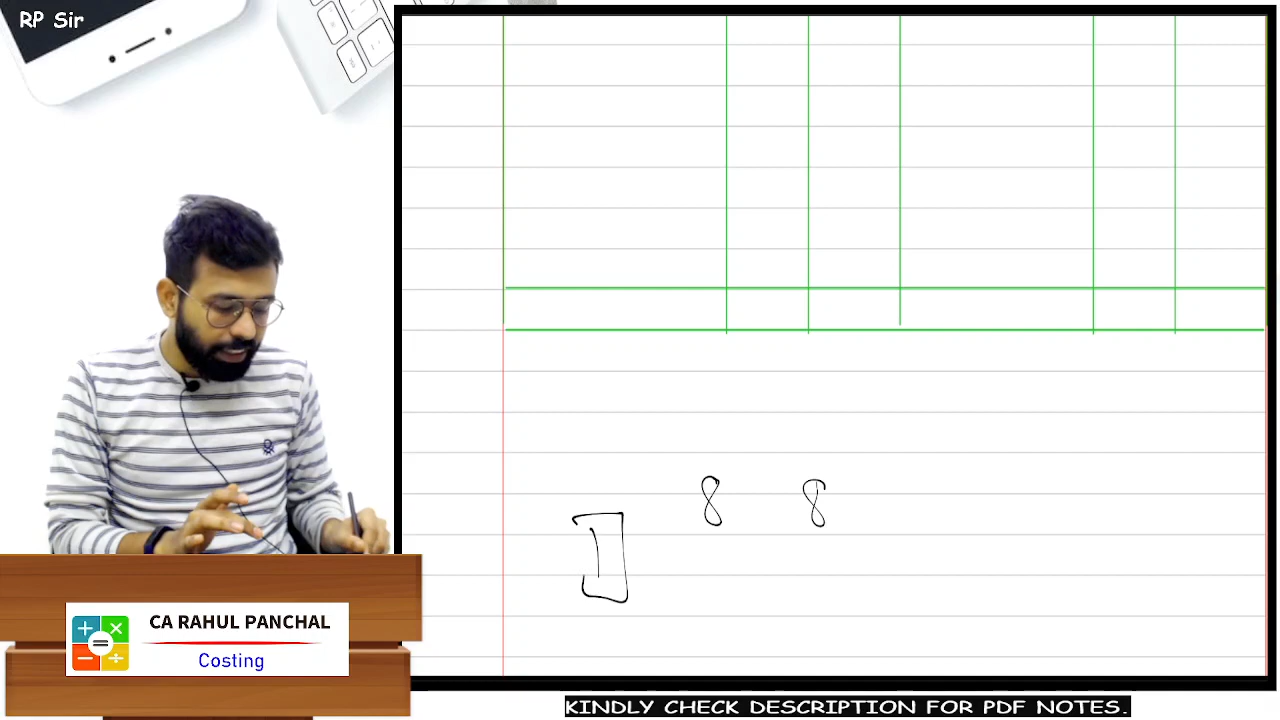 RP Sir
8 8
CA RAHUL PANCHAL
Costing
KINDLY CHECK DESCRIPTION FOR PDF NOTES.